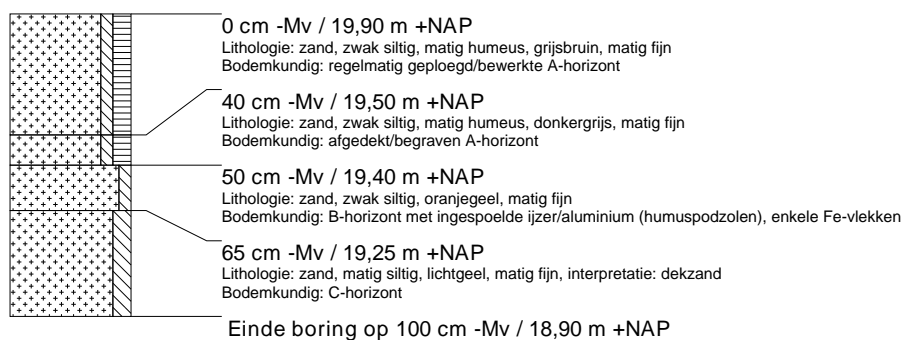 0 cm -Mv / 19,90 m +NAP
Lithologie: zand, zwak siltig, matig humeus, grijsbruin, matig fijn
Bodemkundig: regelmatig geploegd/bewerkte A-horizont
40 cm -Mv / 19,50 m +NAP
Lithologie: zand, zwak siltig, matig humeus, donkergrijs, matig fijn
Bodemkundig: afgedekt/begraven A-horizont
50 cm -Mv / 19,40 m +NAP
Lithologie: zand, zwak siltig, oranjegeel, matig fijn
Bodemkundig: B-horizont met ingespoelde ijzer/aluminium (humuspodzolen), enkele Fe-vlekken
65 cm -Mv / 19,25 m +NAP
Lithologie: zand, matig siltig, lichtgeel, matig fijn, interpretatie: dekzand
Bodemkundig: C-horizont
Einde boring op 100 cm -Mv / 18,90 m +NAP